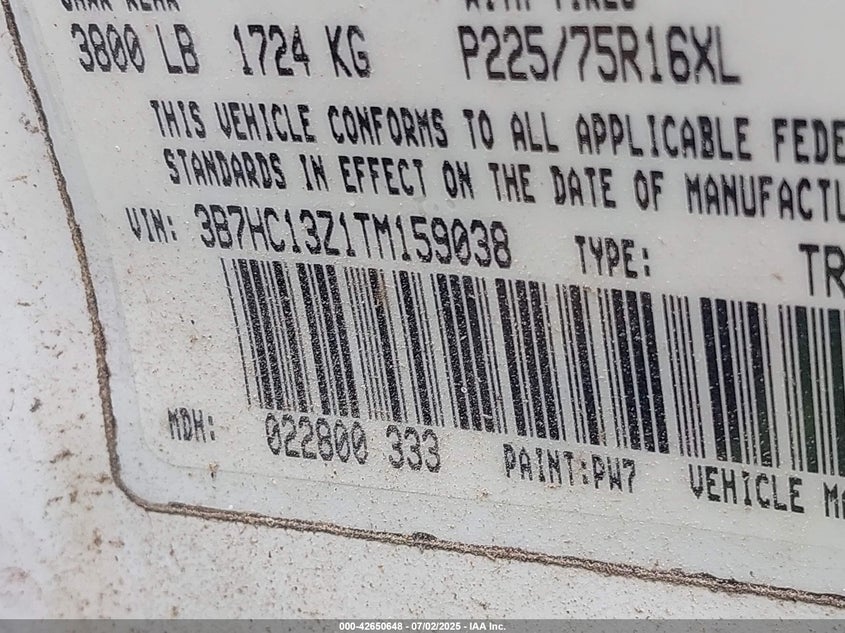 3800 LB 1724 KG P225/75R16XL
THIS VEHICLE CONFORMS TO ALL APPLICABLE FEDE
STANDARDS IN EFFECT ON THE DATE OF MANUFACTU
VIN: 3B7HC13Z1TM159038 TYPE: TR
MDH: 022800 333 PAINT:PW7 VEHICLE MA
000-42650648 - 07/02/2025 - IAA Inc.